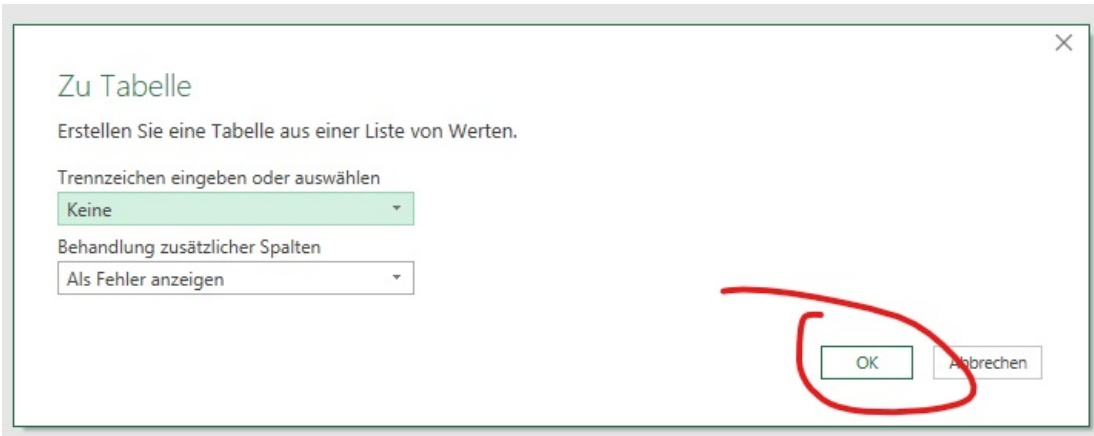 Zu Tabelle
Erstellen Sie eine Tabelle aus einer Liste von Werten.
Trennzeichen eingeben oder auswählen
Keine
Behandlung zusätzlicher Spalten
Als Fehler anzeigen
OK
Abbrechen